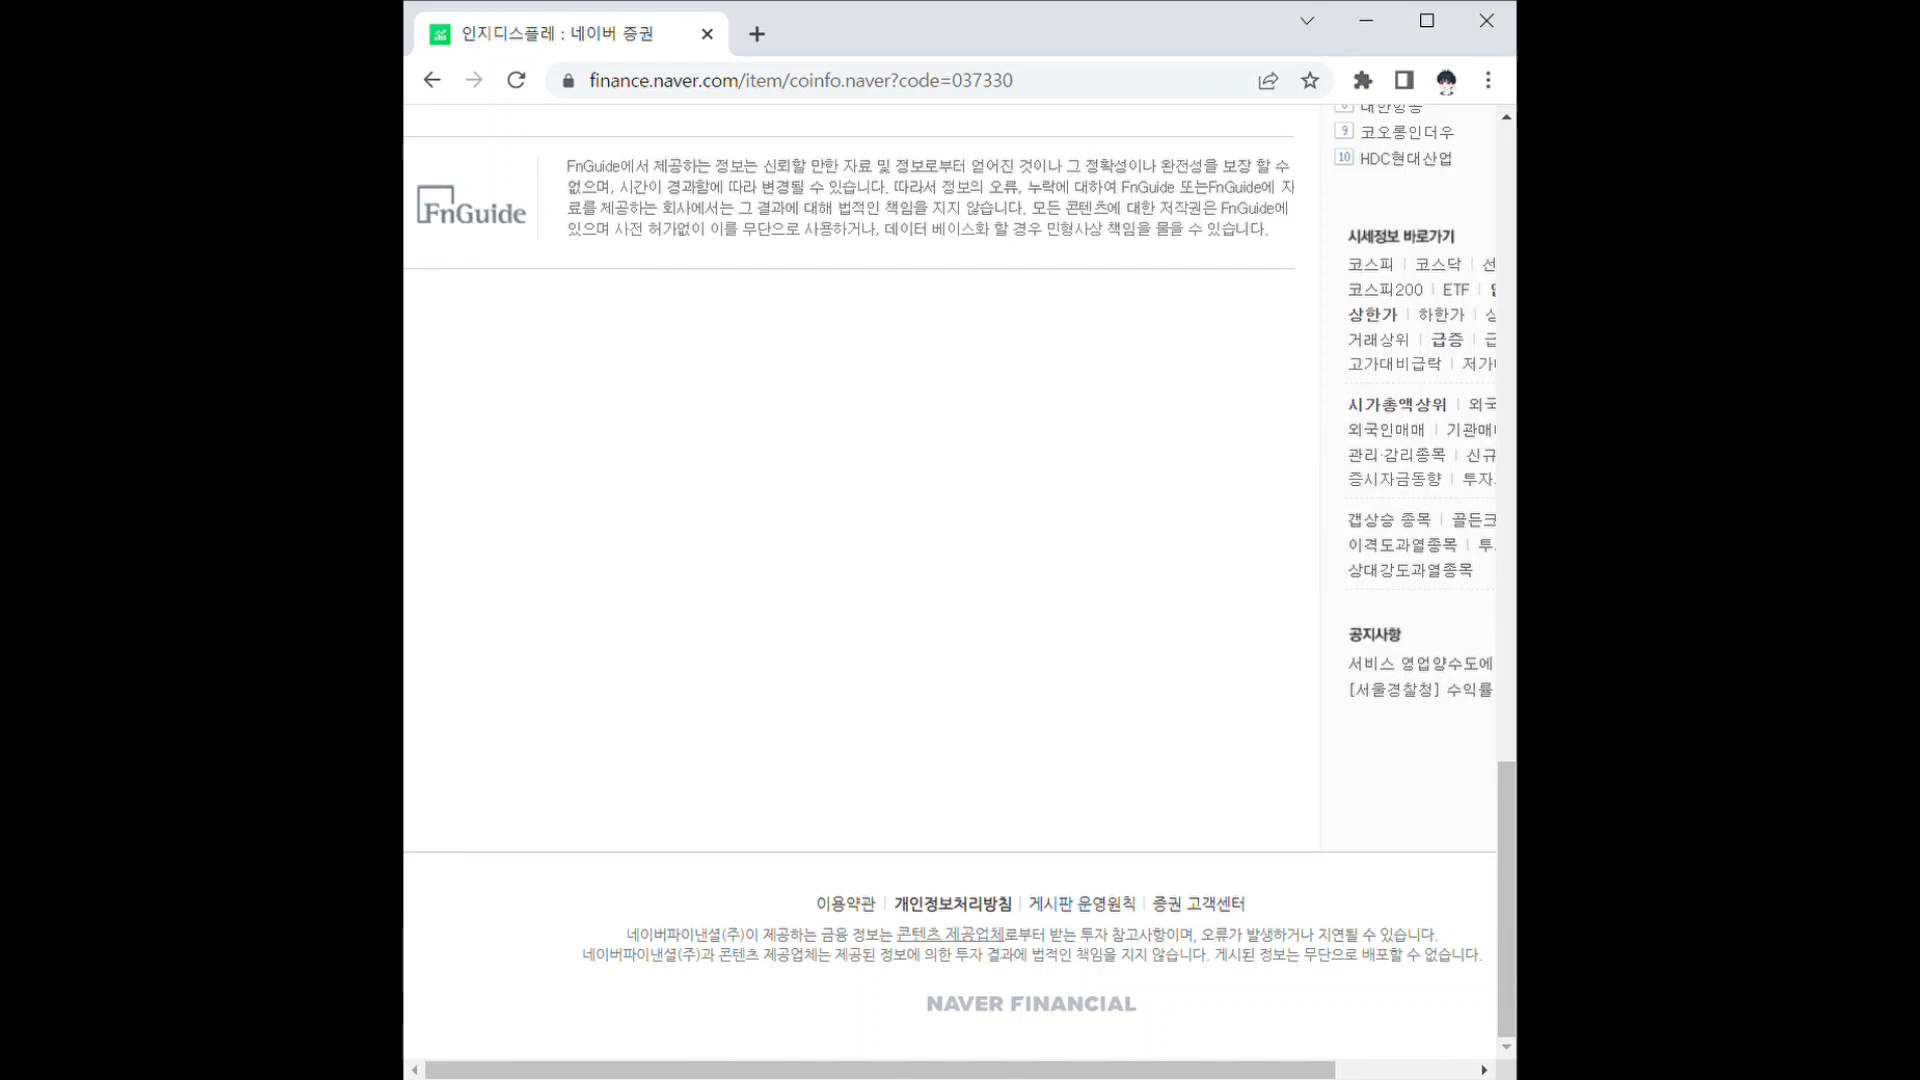 인지디스플레 : 네이버 증권
finance.naver.com/item/coinfo.naver?code=037330
FnGuide
FnGuide에서 제공하는 정보는 신뢰할 만한 자료 및 정보로부터 얻어진 것이나 그 정확성이나 완전성을 보장 할 수
없으며, 시간이 경과함에 따라 변경될 수 있습니다. 따라서 정보의 오류, 누락에 대하여 FnGuide 또는FnGuide에 자
료를 제공하는 회사에서는 그 결과에 대해 법적인 책임을 지지 않습니다. 모든 콘텐츠에 대한 저작권은 FnGuide에
있으며 사전 허가없이 이를 무단으로 사용하거나, 데이터 베이스화 할 경우 민형사상 책임을 물을 수 있습니다.
9 코오롱인더우
10 HDC현대산업
시세정보 바로가기
코스피 | 코스닥 | 선
코스피200 | ETF |
상한가 | 하한가 |
거래상위 | 급증 |
고가대비급락 | 저가
시가총액상위 | 외국
외국인매매 | 기관매
관리·감리종목 | 신규
증시자금동향 | 투자
갭상승 종목 | 골든크
이격도과열종목 | 투
상대강도과열종목
공지사항
서비스 영업양수도에
[서울경찰청] 수익률
이용약관 | 개인정보처리방침 | 게시판 운영원칙 | 증권 고객센터
네이버파이낸셜(주)이 제공하는 금융 정보는 콘텐츠 제공업체로부터 받는 투자 참고사항이며, 오류가 발생하거나 지연될 수 있습니다.
네이버파이낸셜(주)과 콘텐츠 제공업체는 제공된 정보에 의한 투자 결과에 법적인 책임을 지지 않습니다. 게시된 정보는 무단으로 배포할 수 없습니다.
NAVER FINANCIAL